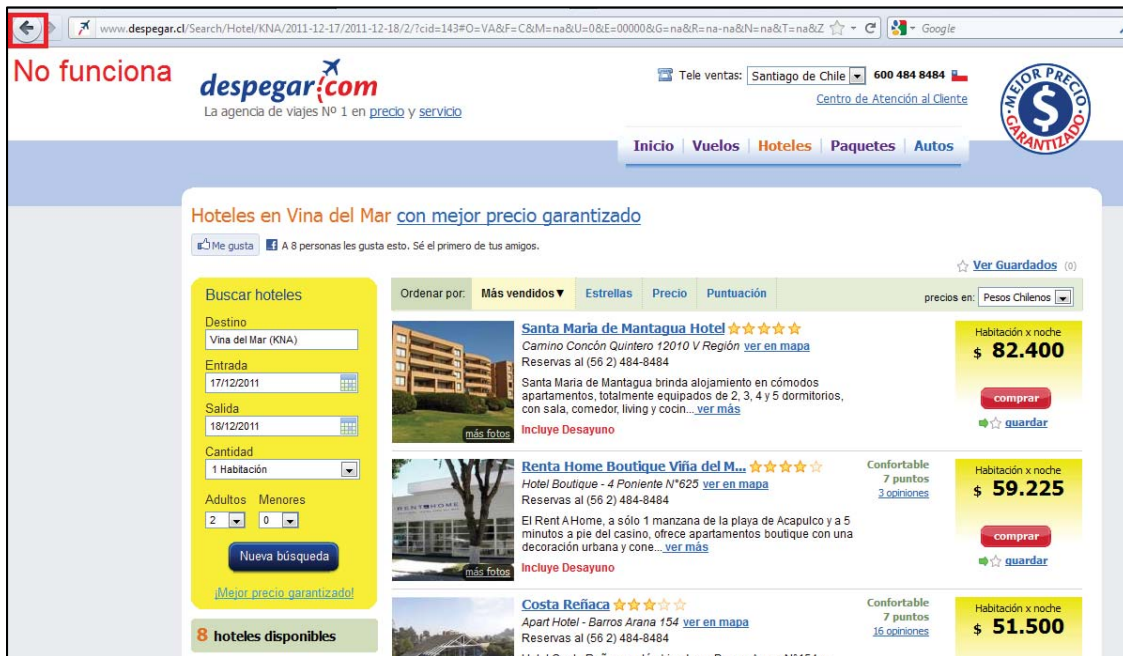 www.despegar.cl/Search/Hotel/KNA/2011-12-17/2011-12-18/2/?cid=143#O=VA&F=C&M=na&U=0&E=00000&G=na&R=na-na&N=na&T=na&Z
Google
No funciona
despegar.com
La agencia de viajes Nº 1 en precio y servicio
Tele ventas: Santiago de Chile 600 484 8484
Centro de Atención al Cliente
MEJOR PRECIO
$
GARANTIZADO
Inicio | Vuelos | Hoteles | Paquetes | Autos
Hoteles en Vina del Mar con mejor precio garantizado
Me gusta A 8 personas les gusta esto. Sé el primero de tus amigos.
Ver Guardados (0)
Buscar hoteles
Destino
Vina del Mar (KNA)
Entrada
17/12/2011
Salida
18/12/2011
Cantidad
1 Habitación
Adultos Menores
2 0
Nueva búsqueda
¡Mejor precio garantizado!
8 hoteles disponibles
Ordenar por: Más vendidos▼ Estrellas Precio Puntuación
precios en: Pesos Chilenos
Santa Maria de Mantagua Hotel
Camino Concón Quintero 12010 V Región ver en mapa
Reservas al (56 2) 484-8484
Santa Maria de Mantagua brinda alojamiento en cómodos
apartamentos, totalmente equipados de 2, 3, 4 y 5 dormitorios,
con sala, comedor, living y cocin... ver más
Incluye Desayuno
más fotos
Habitación x noche
$ 82.400
comprar
guardar
Renta Home Boutique Viña del M...
Hotel Boutique - 4 Poniente N°625 ver en mapa
Reservas al (56 2) 484-8484
El Rent A Home, a sólo 1 manzana de la playa de Acapulco y a 5
minutos a pie del casino, ofrece apartamentos boutique con una
decoración urbana y cone... ver más
Incluye Desayuno
RENT HOME
más fotos
Confortable
7 puntos
3 opiniones
Habitación x noche
$ 59.225
comprar
guardar
Costa Reñaca
Apart Hotel - Barros Arana 154 ver en mapa
Reservas al (56 2) 484-8484
Confortable
7 puntos
16 opiniones
Habitación x noche
$ 51.500